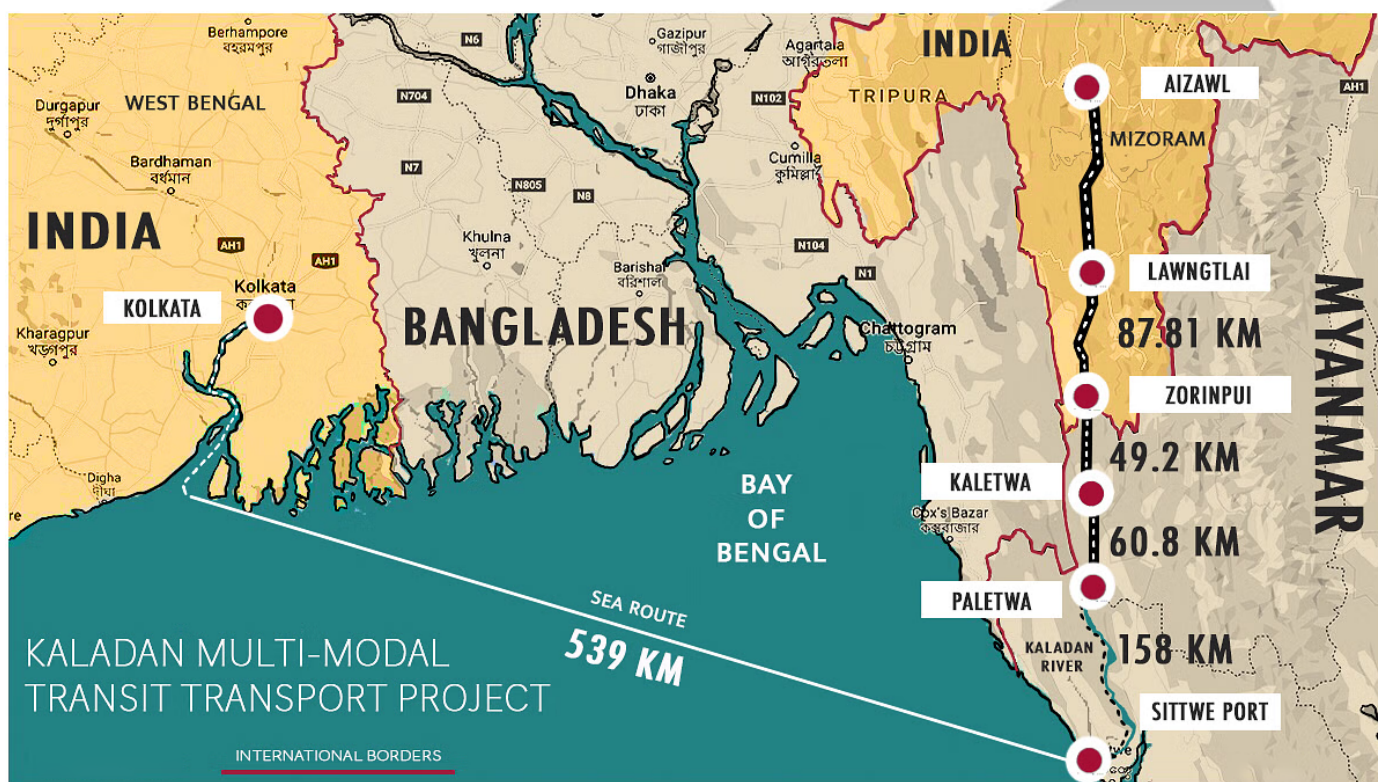 Berhampore
বহরমপুর
Durgapur
দুর্গাপুর
WEST BENGAL
Bardhaman
বর্ধমান
INDIA
AH1
AH1
Kolkata
KOLKATA
Kharagpur
খড়্গপুর
Digha
দীঘা
N6
N704
N7
N805
N8
Gazipur
গাজীপুর
Dhaka
ঢাকা
N102
Agartala
আগরতলা
Cumilla
কুমিল্লা
Khulna
খুলনা
Barishal
বরিশাল
N104
N1
BANGLADESH
Chattogram
চট্টগ্রাম
INDIA
TRIPURA
AIZAWL
AH1
MIZORAM
LAWNGTLAI
87.81 KM
ZORINPUI
49.2 KM
KALETWA
Cox's Bazar
কক্সবাজার
60.8 KM
PALETWA
KALADAN
RIVER
158 KM
SITTWE PORT
MYANMAR
BAY
OF
BENGAL
SEA ROUTE
539 KM
KALADAN MULTI-MODAL
TRANSIT TRANSPORT PROJECT
INTERNATIONAL BORDERS